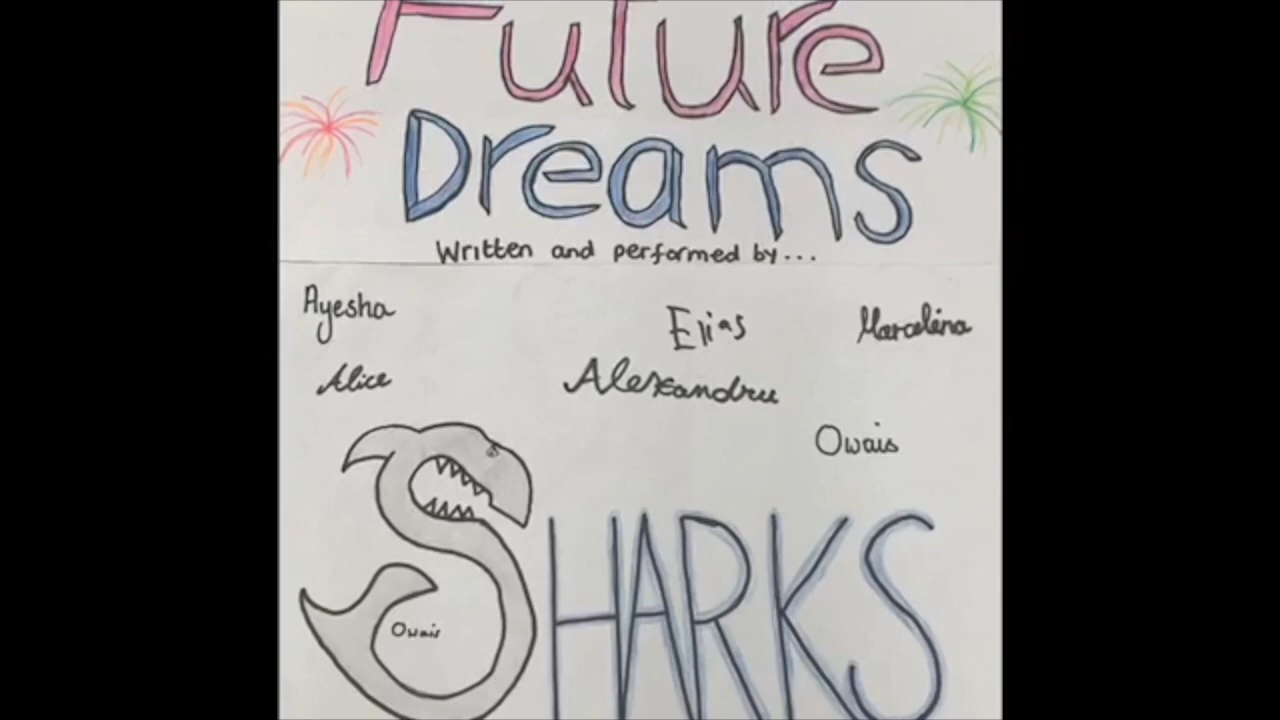 Future
Dreams
Written and performed by...
Ayesha Elias Marcelina
Alice Alexandru
Owais
SHARKS
Owais